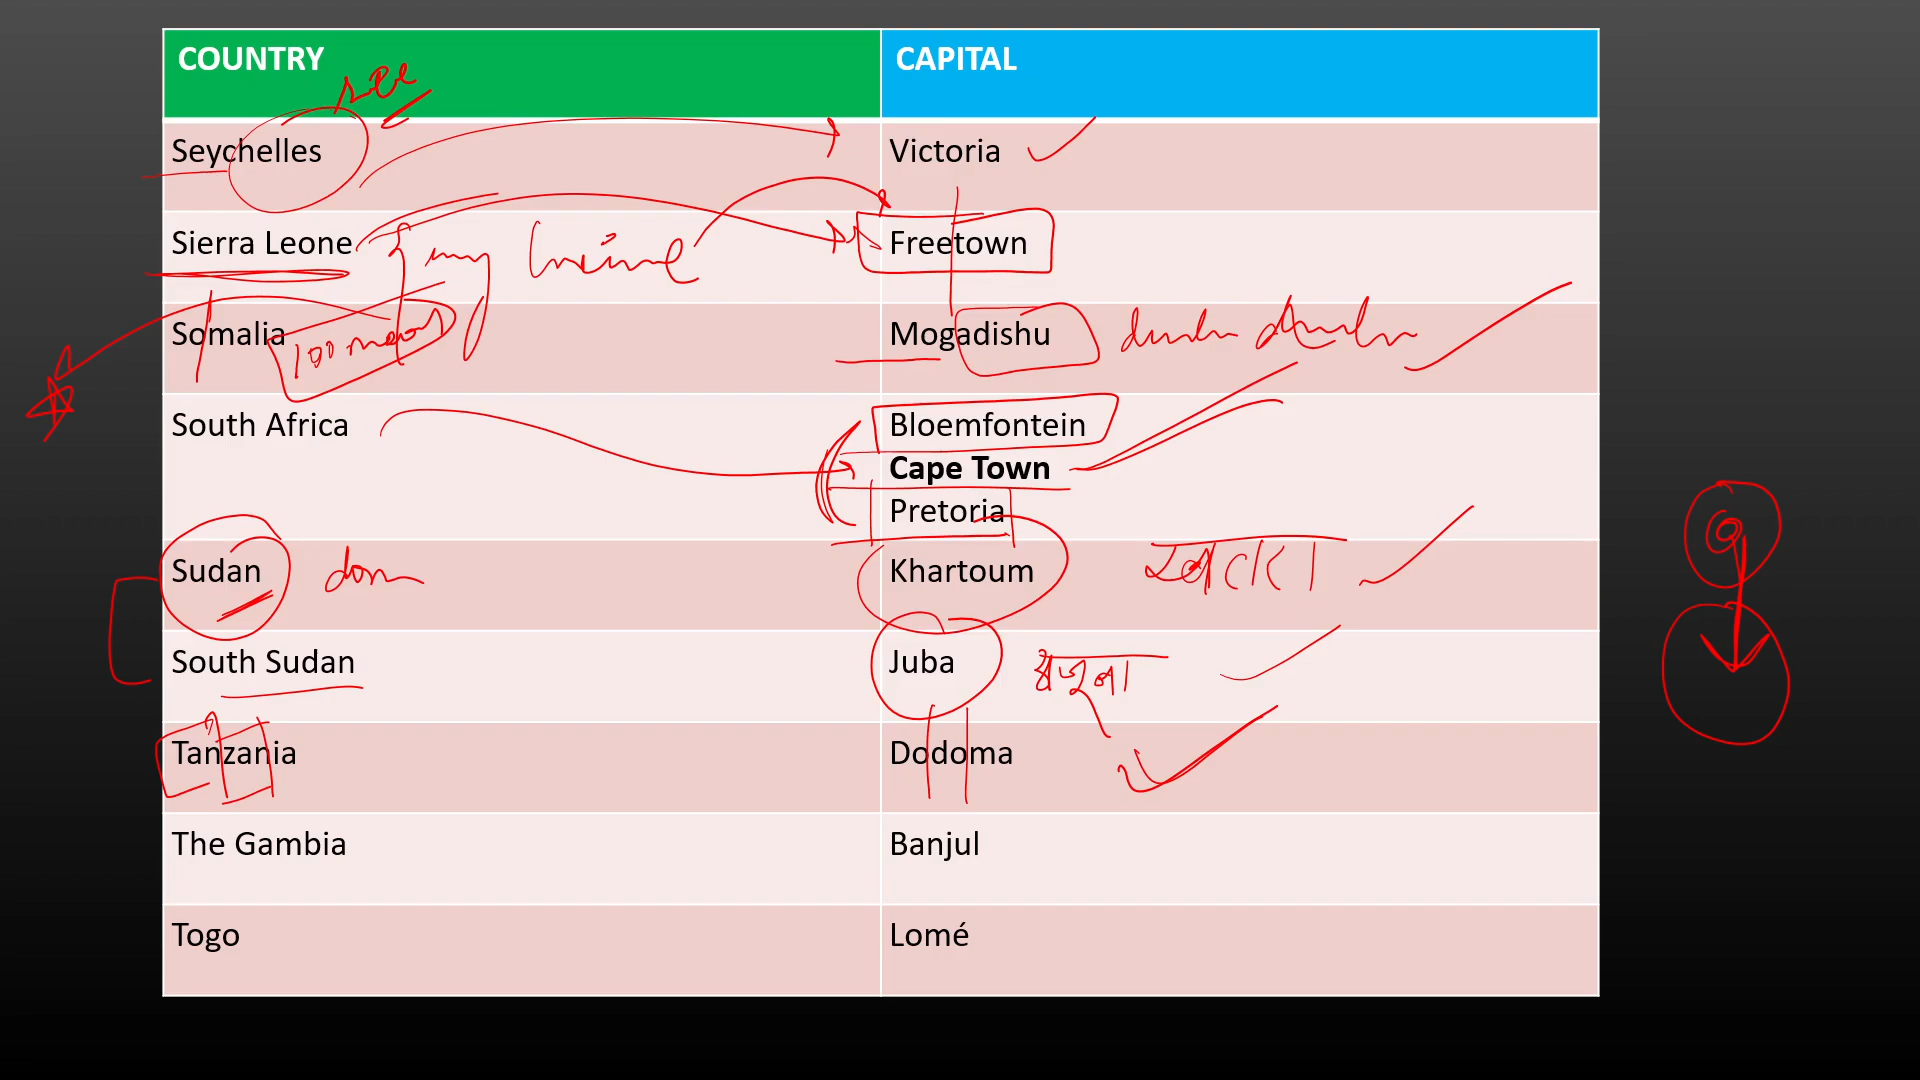 COUNTRY CAPITAL
see
Seychelles Victoria
Sierra Leone Freetown
Somalia Mogadishu
South Africa Bloemfontein
Cape Town
Pretoria
Sudan Khartoum
South Sudan Juba
Tanzania Dodoma
The Gambia Banjul
Togo Lomé